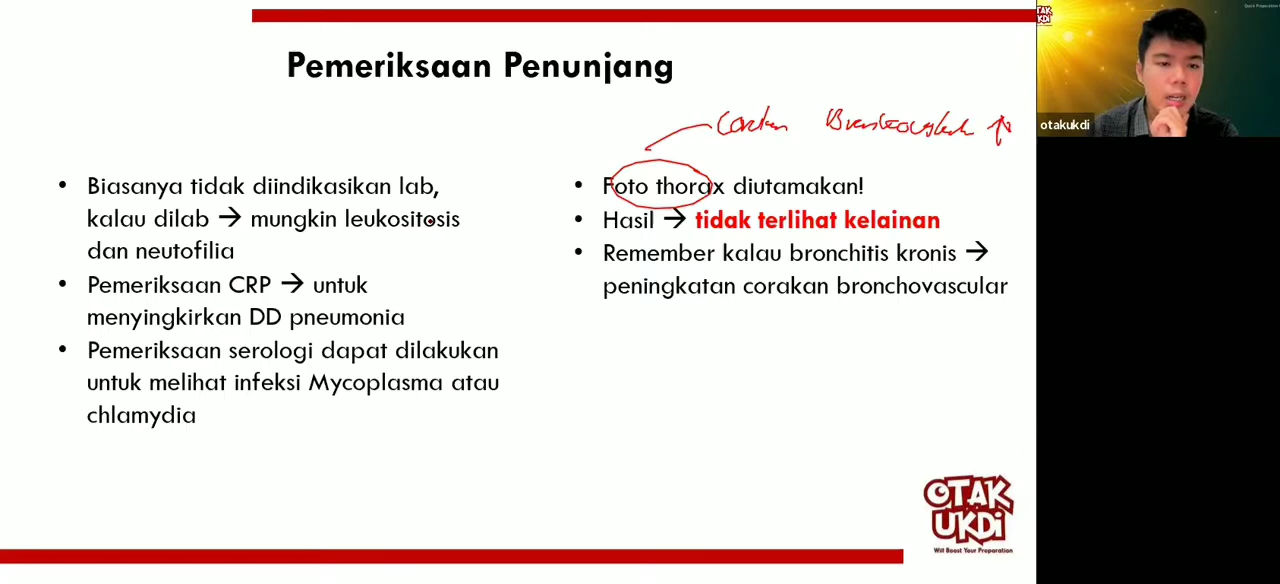 Pemeriksaan Penunjang
• Biasanya tidak diindikasikan lab,
kalau dilab → mungkin leukositosis
dan neutofilia
• Pemeriksaan CRP → untuk
menyingkirkan DD pneumonia
• Pemeriksaan serologi dapat dilakukan
untuk melihat infeksi Mycoplasma atau
chlamydia
• Foto thorax diutamakan!
• Hasil → tidak terlihat kelainan
• Remember kalau bronchitis kronis →
peningkatan corakan bronchovascular
OTAK
UKDI
Will Boost Your Preparation
TAK
UKDI
otakukdi